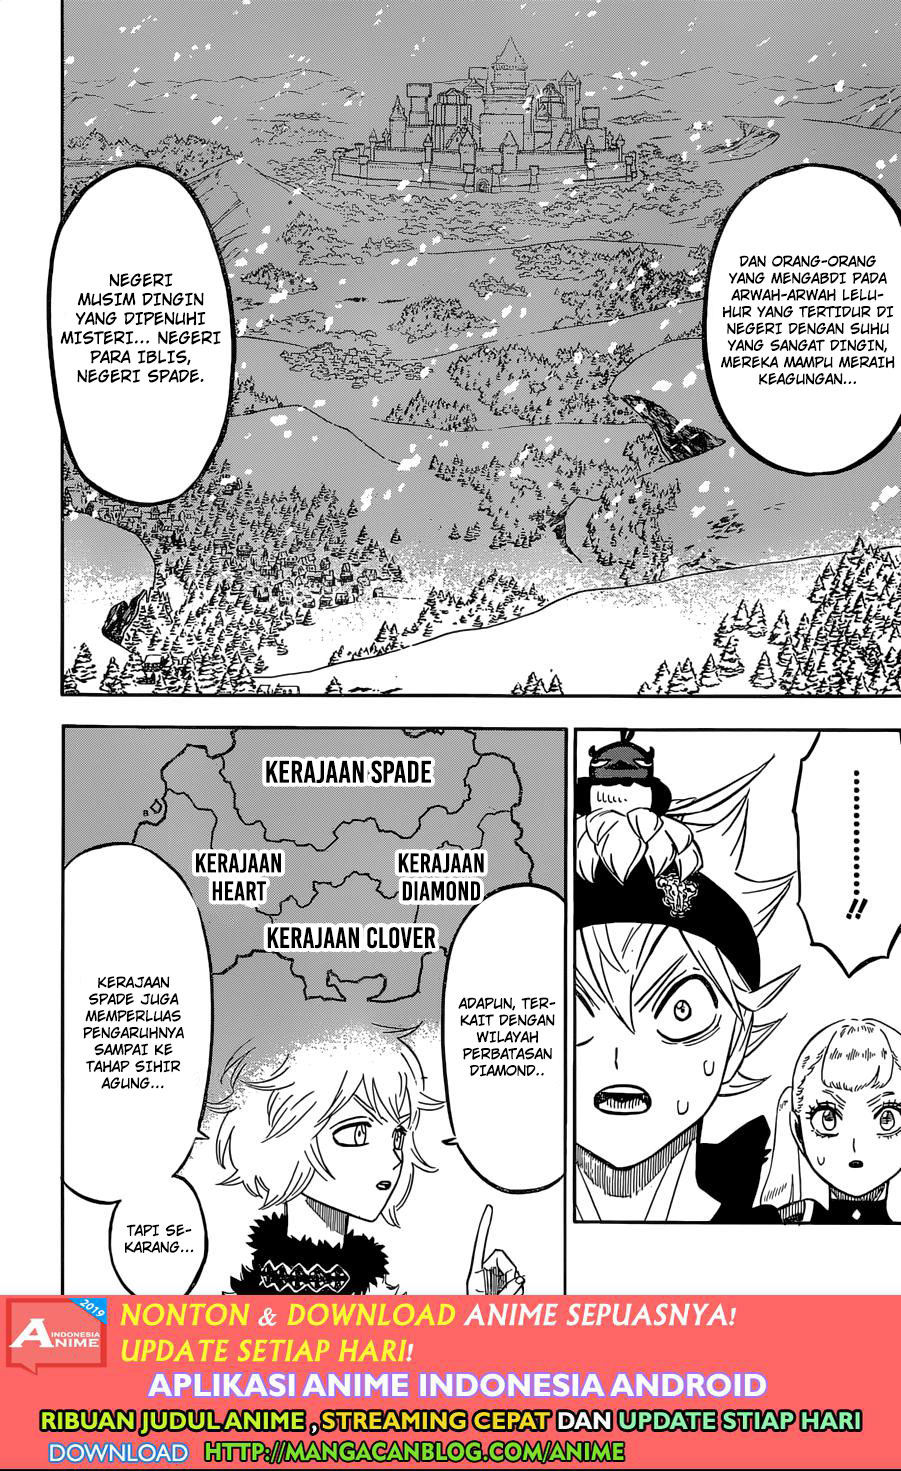 DAN ORANG-ORANG
YANG MENGABDI PADA
ARWAH-ARWAH LELU-
HUR YANG TERTIDUR DI
NEGERI DENGAN SUHU
YANG SANGAT DINGIN,
MEREKA MAMPU MERAIH
KEAGUNGAN...
NEGERI
MUSIM DINGIN
YANG DIPENUHI
MISTERI... NEGERI
PARA IBLIS,
NEGERI SPADE.
...........!!
KERAJAAN SPADE
KERAJAAN
HEART
KERAJAAN
DIAMOND
KERAJAAN CLOVER
ADAPUN, TER-
KAIT DENGAN
WILAYAH
PERBATASAN
DIAMOND..
KERAJAAN
SPADE JUGA
MEMPERLUAS
PENGARUHNYA
SAMPAI KE
TAHAP SIHIR
AGUNG...
TAPI SE-
KARANG...
2019
INDONESIA
ANIME
NONTON & DOWNLOAD ANIME SEPUASNYA!
UPDATE SETIAP HARI!
APLIKASI ANIME INDONESIA ANDROID
RIBUAN JUDUL ANIME , STREAMING CEPAT DAN UPDATE STIAP HARI
DOWNLOAD HTTP://MANGACANBLOG.COM/ANIME